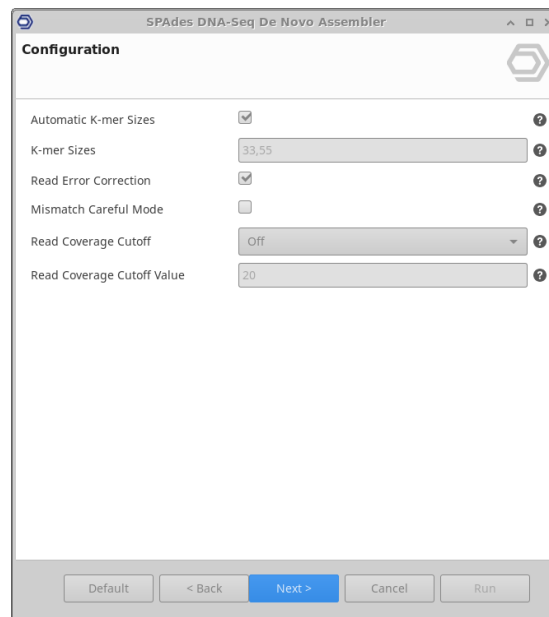 SPAdes DNA-Seq De Novo Assembler
Configuration
Automatic K-mer Sizes
K-mer Sizes 33,55
Read Error Correction
Mismatch Careful Mode
Read Coverage Cutoff Off
Read Coverage Cutoff Value 20
Default < Back Next > Cancel Run